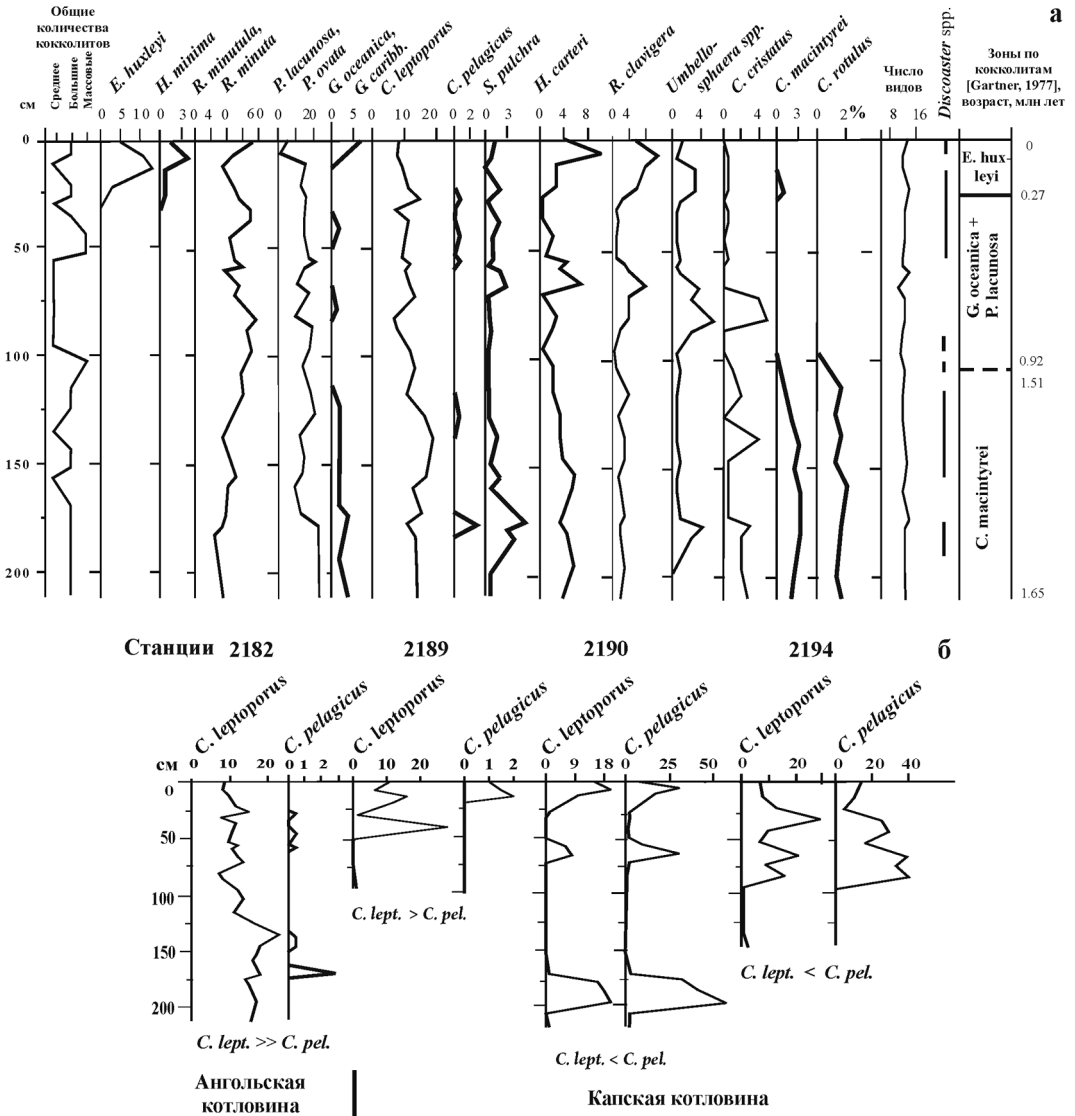 а
Общие
количества
кокколитов
Среднее
Большие
Массовые
E. huxleyi
H. minima
R. minutula,
R. minuta
P. lacunosa,
P. ovata
G. oceanica,
G. caribb.
C. leptoporus
C. pelagicus
S. pulchra
H. carteri
R. clavigera
Umbello-
sphaera spp.
C. cristatus
C. macintyrei
C. rotulus
Число
видов
Discoaster spp.
Зоны по
кокколитам
[Gartner, 1977],
возраст, млн лет
см 0 5 10 0 3 0 40 60 0 20 0 5 0 10 20 0 2 0 3 0 4 8 0 4 0 4 0 4 0 3 0 2 % 8 16
0
50
100
150
200
E. hux-
leyi
G. oceanica +
P. lacunosa
C. macintyrei
0
0.27
0.92
1.51
1.65
Станции 2182 2189 2190 2194 б
C. leptoporus
C. pelagicus
C. leptoporus
C. pelagicus
C. leptoporus
C. pelagicus
C. leptoporus
C. pelagicus
см 0 10 20 0 1 2 0 10 20 0 1 2 0 9 18 0 25 50 0 20 0 20 40
0
50
100
150
200
C. lept. >> C. pel.
C. lept. > C. pel.
C. lept. < C. pel.
C. lept. < C. pel.
Ангольская
котловина
Капская котловина